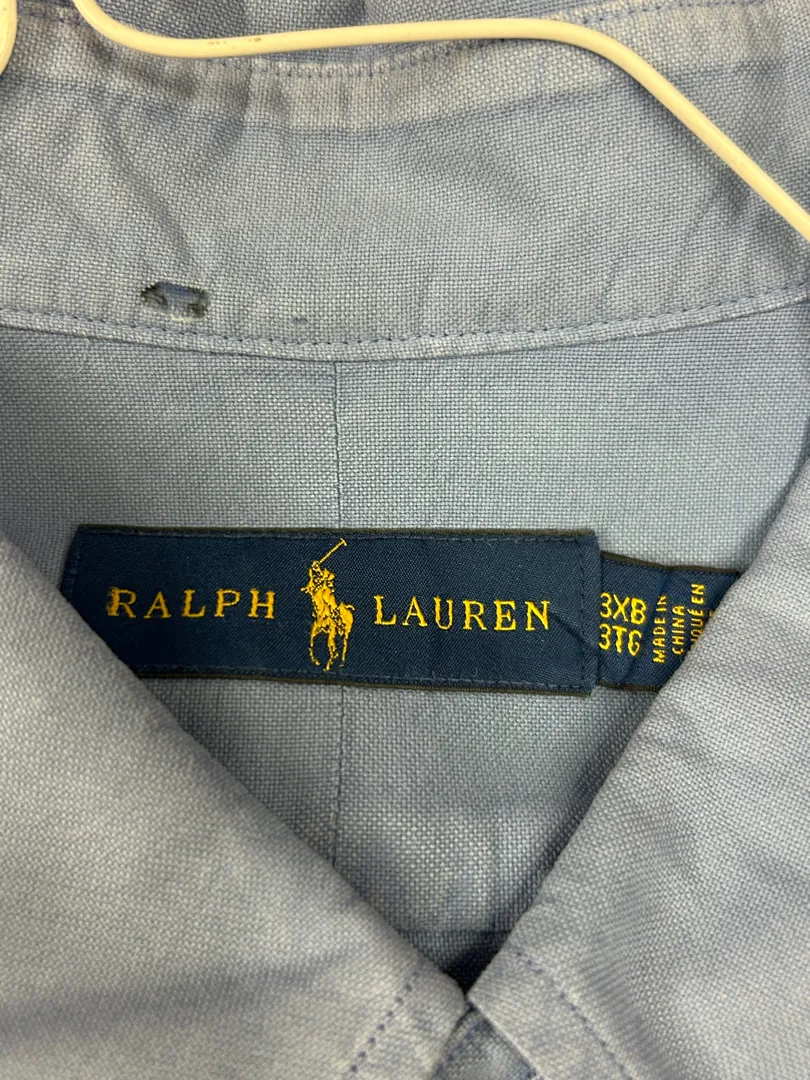 RALPH LAUREN
3XB
3TG
MADE IN
CHINA